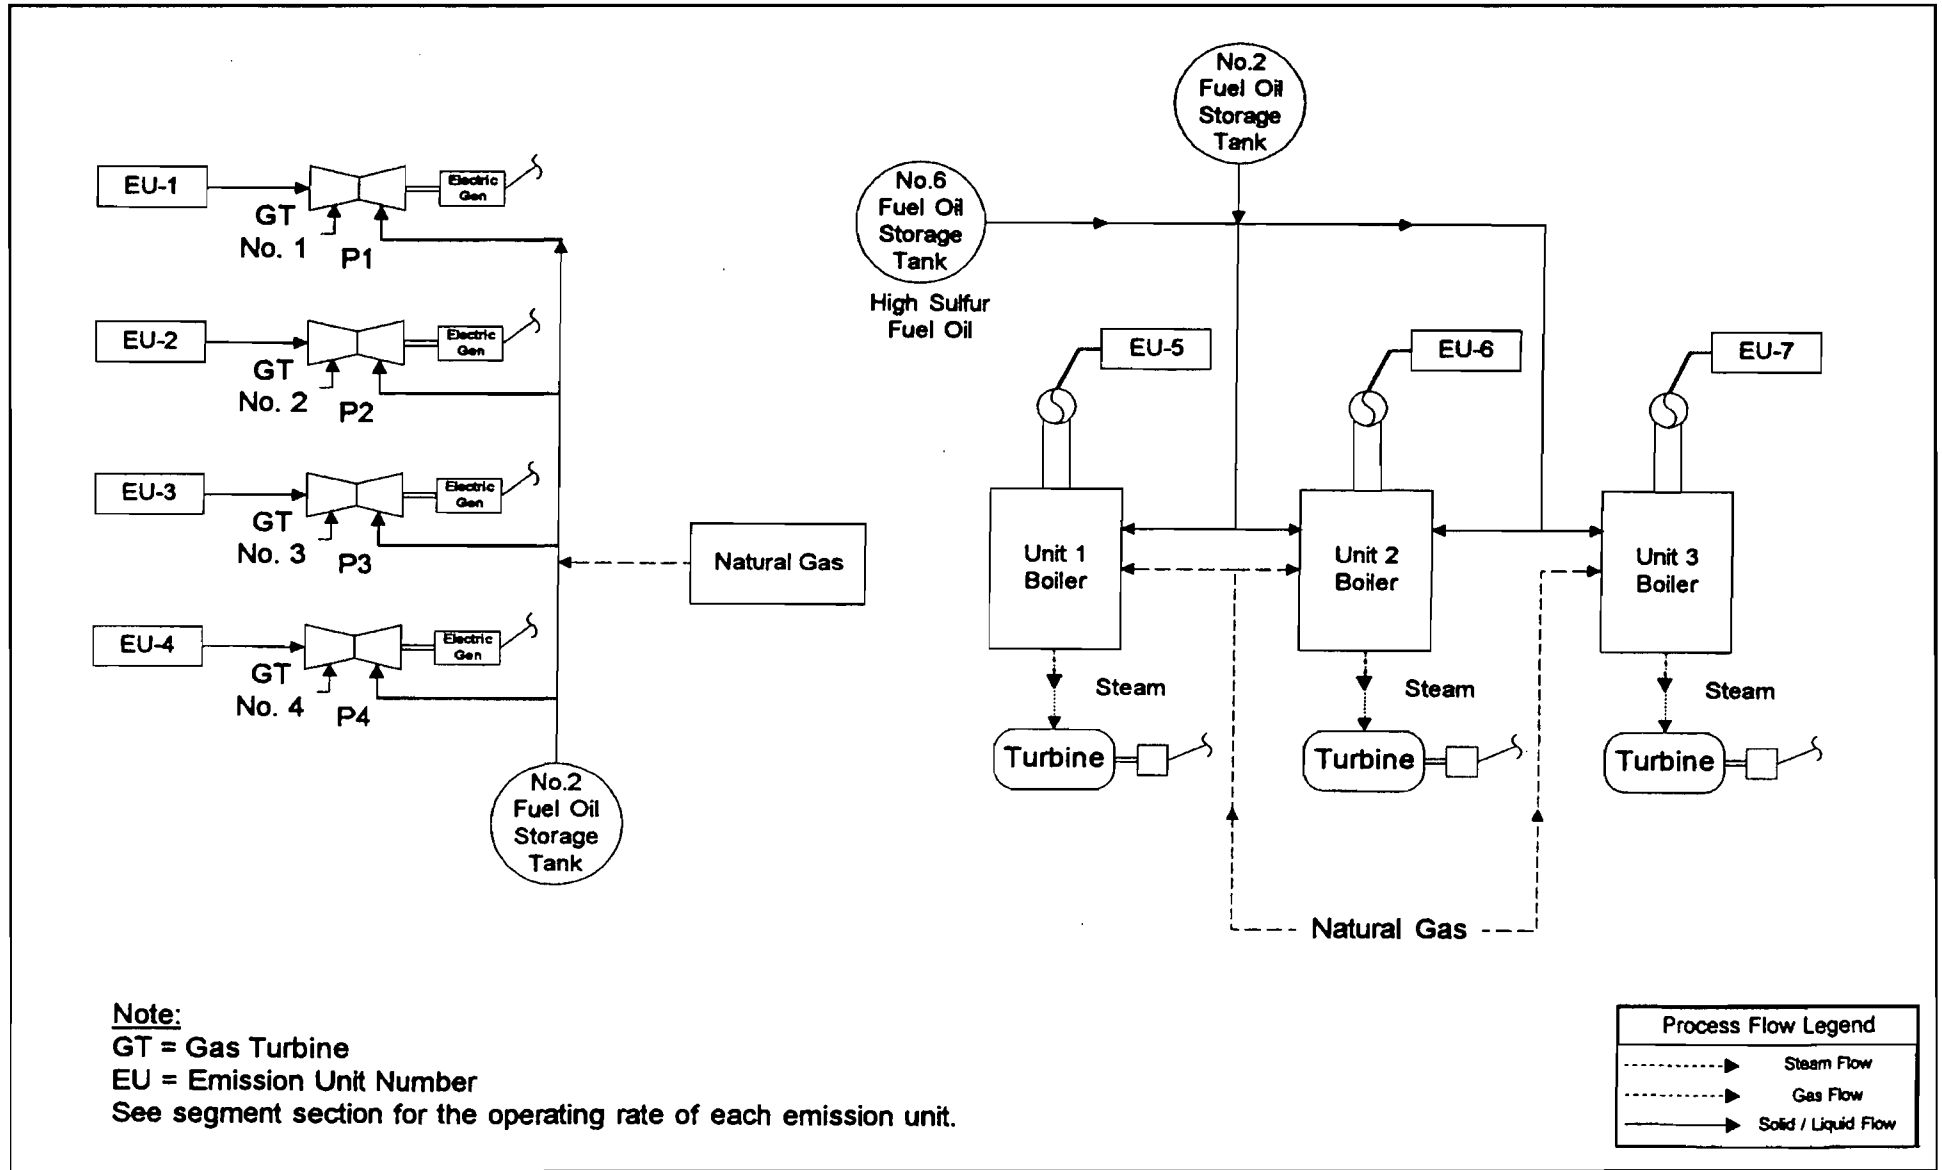 EU-1
GT
No. 1
P1
Electric
Gen
EU-2
GT
No. 2
P2
Electric
Gen
EU-3
GT
No. 3
P3
Electric
Gen
EU-4
GT
No. 4
P4
Electric
Gen
Natural Gas
No.2
Fuel Oil
Storage
Tank
No.2
Fuel Oil
Storage
Tank
No.6
Fuel Oil
Storage
Tank
High Sulfur
Fuel Oil
EU-5
EU-6
EU-7
Unit 1
Boiler
Unit 2
Boiler
Unit 3
Boiler
Steam
Steam
Steam
Turbine
Turbine
Turbine
Natural Gas
Note:
GT = Gas Turbine
EU = Emission Unit Number
See segment section for the operating rate of each emission unit.
Process Flow Legend
Steam Flow
Gas Flow
Solid / Liquid Flow